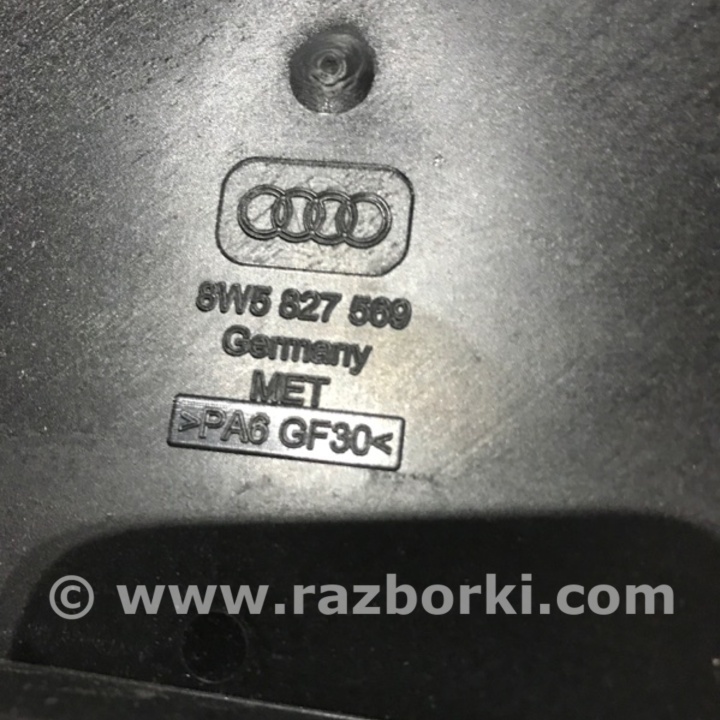 8W5 827 569
Germany
MET
>PA6 GF30<
© www.razborki.com